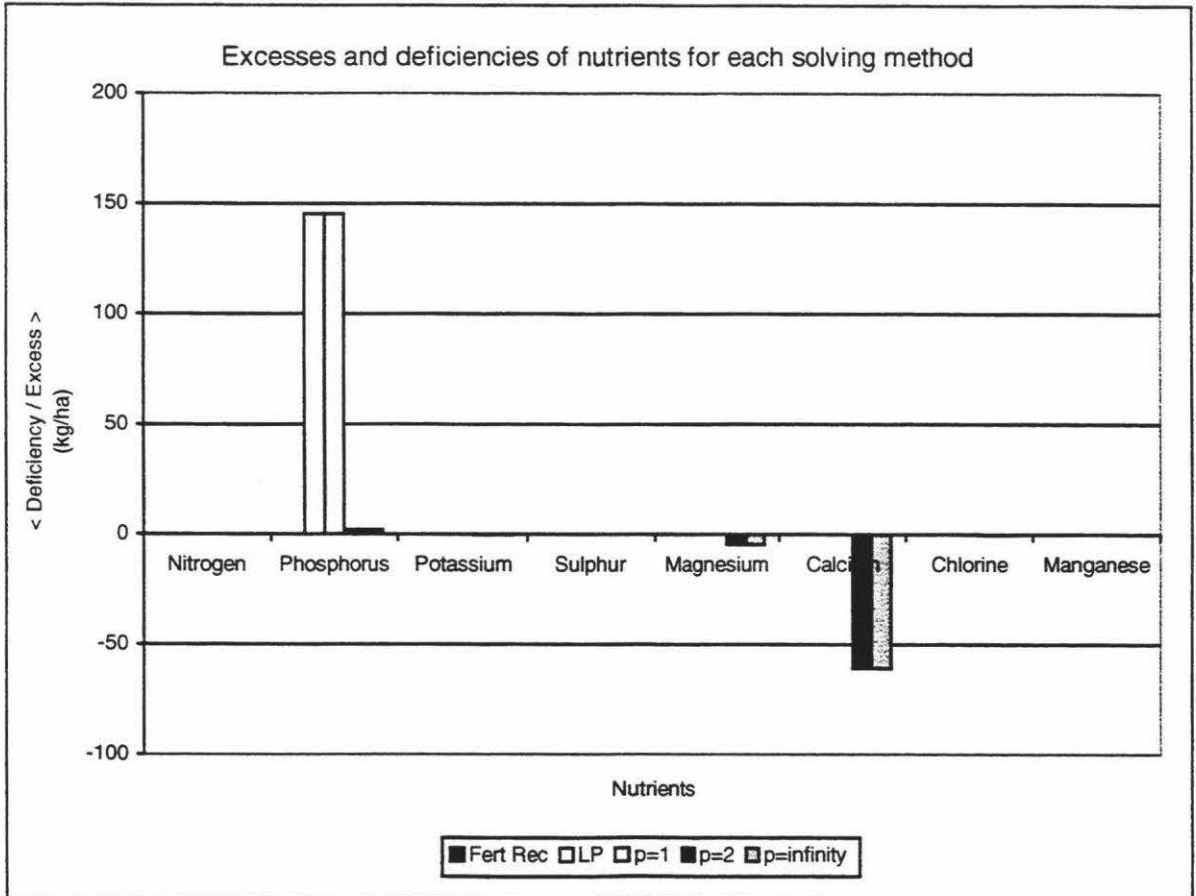 Excesses and deficiencies of nutrients for each solving method
200
150
100
50
0
-50
-100
< Deficiency / Excess >
(kg/ha)
Nitrogen Phosphorus Potassium Sulphur Magnesium Calcium Chlorine Manganese
Nutrients
Fert Rec LP p=1 p=2 p=infinity